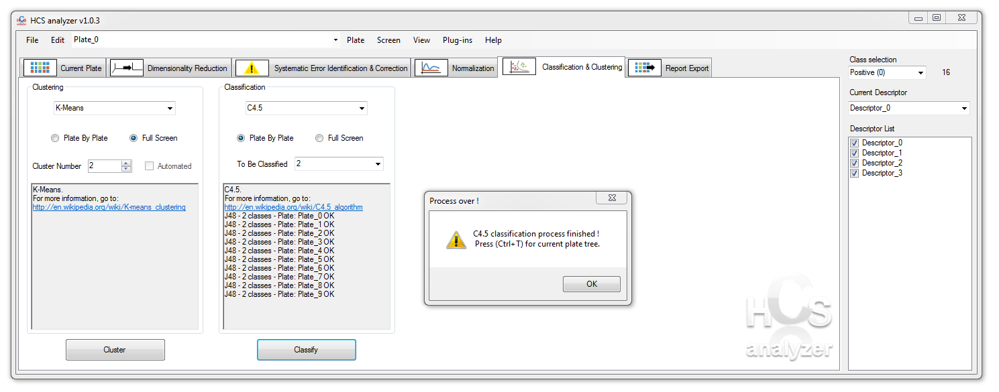 HCS analyzer v1.0.3
File Edit Plate_0 Plate Screen View Plug-ins Help
Current Plate Dimensionality Reduction Systematic Error Identification & Correction Normalization Classification & Clustering Report Export
Clustering
K-Means
Plate By Plate Full Screen
Cluster Number 2 Automated
K-Means.
For more information, go to:
http://en.wikipedia.org/wiki/K-means_clustering
Cluster
Classification
C4.5
Plate By Plate Full Screen
To Be Classified 2
C4.5.
For more information, go to:
http://en.wikipedia.org/wiki/C4.5_algorithm
J48 - 2 classes - Plate: Plate_0 OK
J48 - 2 classes - Plate: Plate_1 OK
J48 - 2 classes - Plate: Plate_2 OK
J48 - 2 classes - Plate: Plate_3 OK
J48 - 2 classes - Plate: Plate_4 OK
J48 - 2 classes - Plate: Plate_5 OK
J48 - 2 classes - Plate: Plate_6 OK
J48 - 2 classes - Plate: Plate_7 OK
J48 - 2 classes - Plate: Plate_8 OK
J48 - 2 classes - Plate: Plate_9 OK
Classify
Process over !
C4.5 classification process finished !
Press (Ctrl+T) for current plate tree.
OK
HCS
analyzer
Class selection
Positive (0) 16
Current Descriptor
Descriptor_0
Descriptor List
Descriptor_0
Descriptor_1
Descriptor_2
Descriptor_3